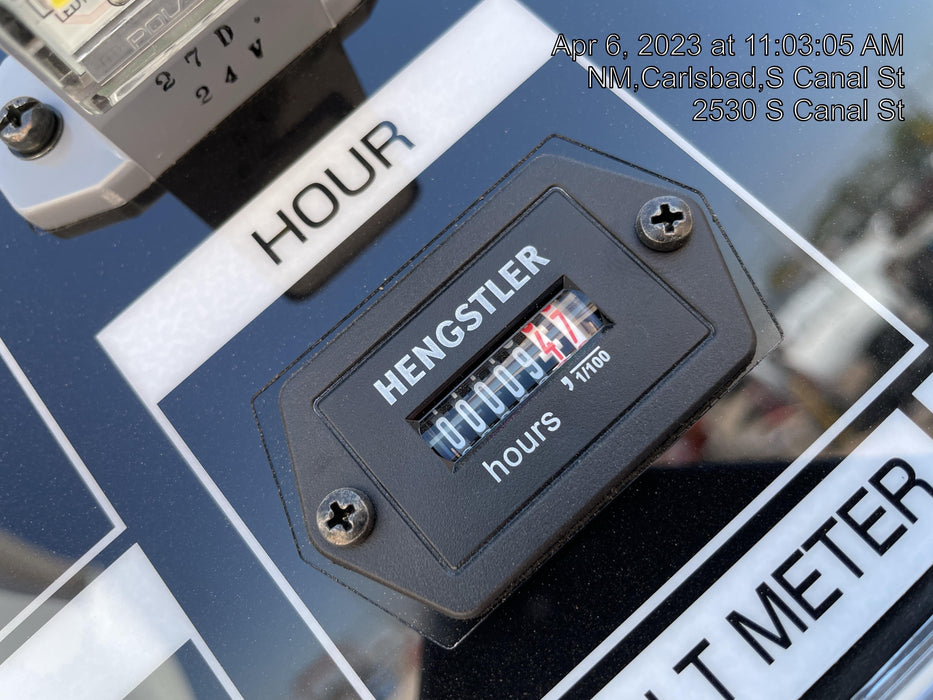 Apr 6, 2023 at 11:03:05 AM
NM,Carlsbad,S Canal St
2530 S Canal St
27D.
24V
HOUR
HENGSTLER
0000947
, 1/100
hours
LT METER